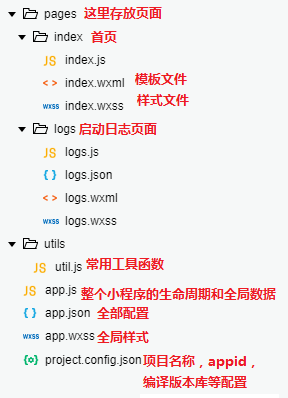 pages 这里存放页面
index 首页
JS index.js
<> index.wxml 模板文件
wxss index.wxss 样式文件
logs 启动日志页面
JS logs.js
{ } logs.json
<> logs.wxml
wxss logs.wxss
utils
JS util.js 常用工具函数
JS app.js 整个小程序的生命周期和全局数据
{ } app.json 全部配置
wxss app.wxss 全局样式
{o} project.config.json 项目名称，appid，
编译版本库等配置